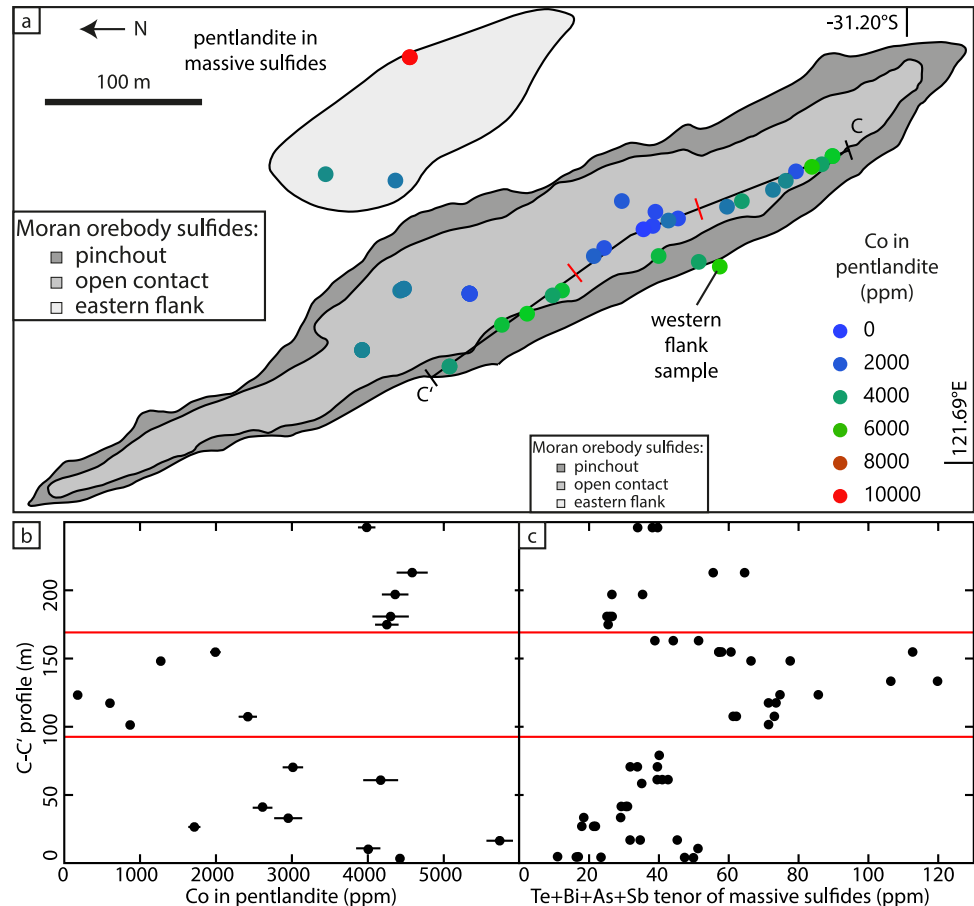 a
N
pentlandite in
massive sulfides
-31.20°S
100 m
C
Moran orebody sulfides:
pinchout
open contact
eastern flank
Co in
pentlandite
(ppm)
0
2000
4000
6000
8000
10000
western
flank
sample
C'
121.69°E
Moran orebody sulfides:
pinchout
open contact
eastern flank
b
C-C' profile (m)
200
150
100
50
0
0 1000 2000 3000 4000 5000
Co in pentlandite (ppm)
c
0 20 40 60 80 100 120
Te+Bi+As+Sb tenor of massive sulfides (ppm)